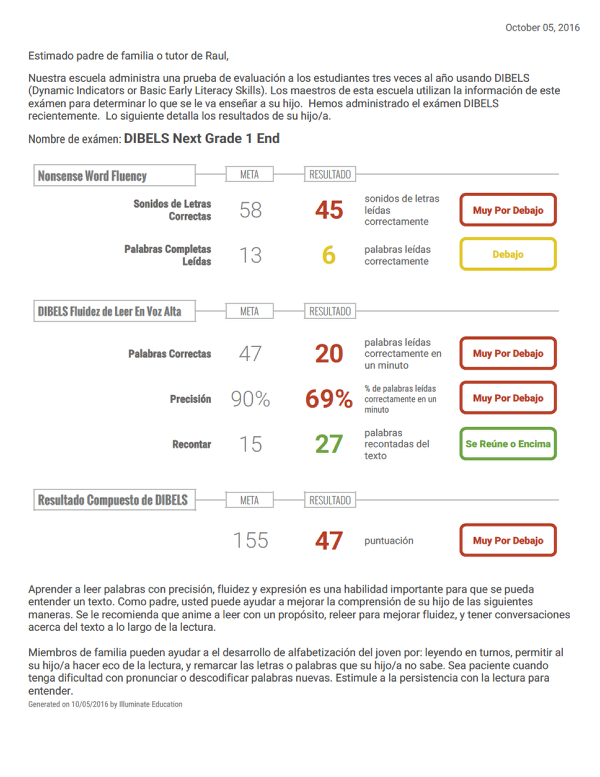 October 05, 2016
Estimado padre de familia o tutor de Raul,
Nuestra escuela administra una prueba de evaluación a los estudiantes tres veces al año usando DIBELS
(Dynamic Indicators or Basic Early Literacy Skills). Los maestros de esta escuela utilizan la información de este
exámen para determinar lo que se le va enseñar a su hijo. Hemos administrado el exámen DIBELS
recientemente. Lo siguiente detalla los resultados de su hijo/a.
Nombre de exámen: DIBELS Next Grade 1 End
Nonsense Word Fluency META RESULTADO
Sonidos de Letras
Correctas
58
45
sonidos de letras
leídas
correctamente
Muy Por Debajo
Palabras Completas
Leídas
13
6
palabras leídas
correctamente
Debajo
DIBELS Fluidez de Leer En Voz Alta META RESULTADO
Palabras Correctas
47
20
palabras leídas
correctamente en
un minuto
Muy Por Debajo
Precisión
90%
69%
% de palabras leídas
correctamente en un
minuto
Muy Por Debajo
Recontar
15
27
palabras
recontadas del
texto
Se Reúne o Encima
Resultado Compuesto de DIBELS META RESULTADO
155
47
puntuación
Muy Por Debajo
Aprender a leer palabras con precisión, fluidez y expresión es una habilidad importante para que se pueda
entender un texto. Como padre, usted puede ayudar a mejorar la comprensión de su hijo de las siguientes
maneras. Se le recomienda que anime a leer con un propósito, releer para mejorar fluidez, y tener conversaciones
acerca del texto a lo largo de la lectura.
Miembros de familia pueden ayudar a el desarrollo de alfabetización del joven por: leyendo en turnos, permitir al
su hijo/a hacer eco de la lectura, y remarcar las letras o palabras que su hijo/a no sabe. Sea paciente cuando
tenga dificultad con pronunciar o descodificar palabras nuevas. Estimule a la persistencia con la lectura para
entender.
Generated on 10/05/2016 by Illuminate Education